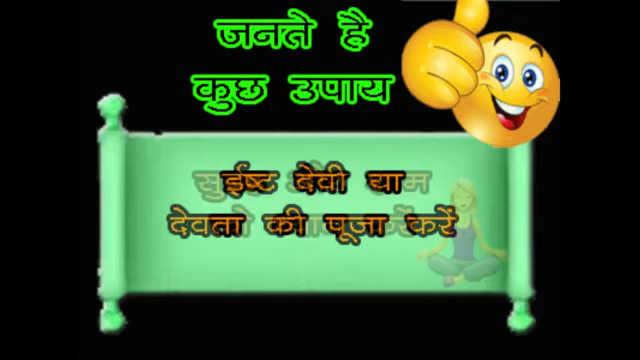 जनते है
कुछ उपाय
ईष्ट देवी या
देवता की पूजा करें